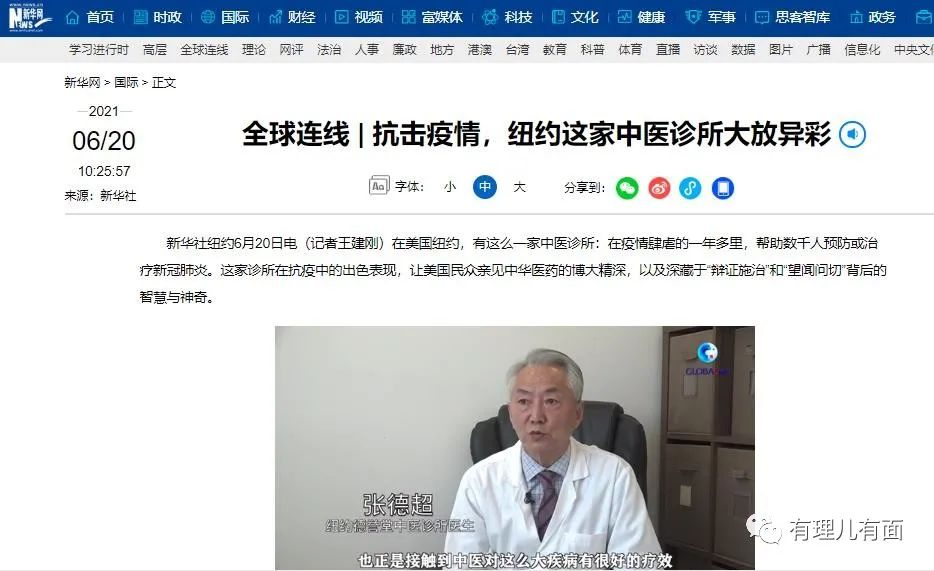 WWW.NEWS.CN
NEWS 新华网
首页 时政 国际 财经 视频 富媒体 科技 文化 健康 军事 思客智库 政务
学习进行时 高层 全球连线 理论 网评 法治 人事 廉政 地方 港澳 台湾 教育 科普 体育 直播 访谈 数据 图片 广播 信息化 中央文
新华网 > 国际 > 正文
2021
06/20
10:25:57
来源：新华社
全球连线 | 抗击疫情，纽约这家中医诊所大放异彩
Aa 字体： 小 中 大 分享到：
新华社纽约6月20日电（记者王建刚）在美国纽约，有这么一家中医诊所：在疫情肆虐的一年多里，帮助数千人预防或治
疗新冠肺炎。这家诊所在抗疫中的出色表现，让美国民众亲见中华医药的博大精深，以及深藏于“辩证施治”和“望闻问切”背后的
智慧与神奇。
张德超
中医诊所医生
也正是接触到中医对这么大疾病有很好的疗效
有理儿有面